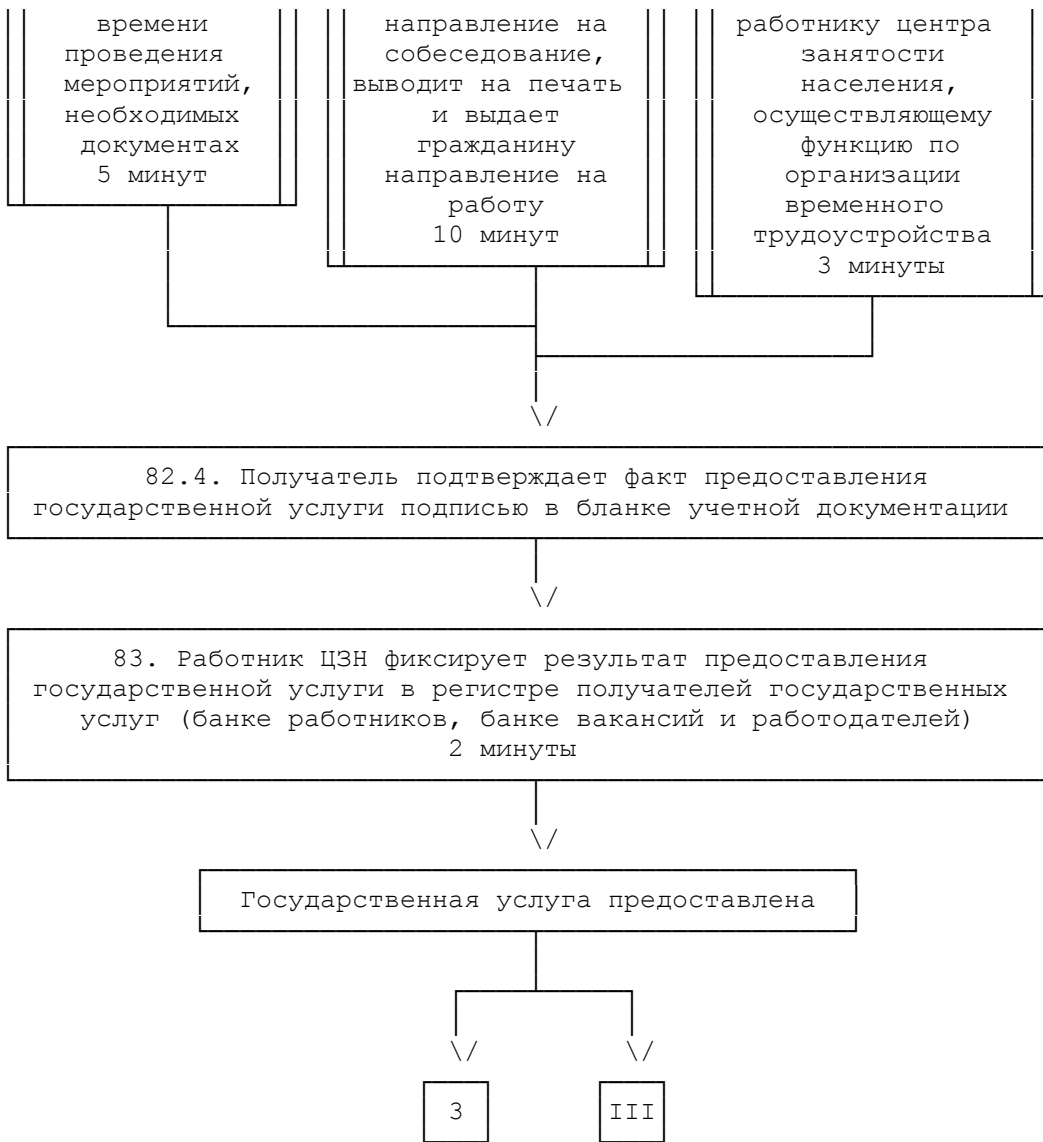 времени
проведения
мероприятий,
необходимых
документах
5 минут
направление на
собеседование,
выводит на печать
и выдает
гражданину
направление на
работу
10 минут
работнику центра
занятости
населения,
осуществляющему
функцию по
организации
временного
трудоустройства
3 минуты
82.4. Получатель подтверждает факт предоставления
государственной услуги подписью в бланке учетной документации
83. Работник ЦЗН фиксирует результат предоставления
государственной услуги в регистре получателей государственных
услуг (банке работников, банке вакансий и работодателей)
2 минуты
Государственная услуга предоставлена
3
III